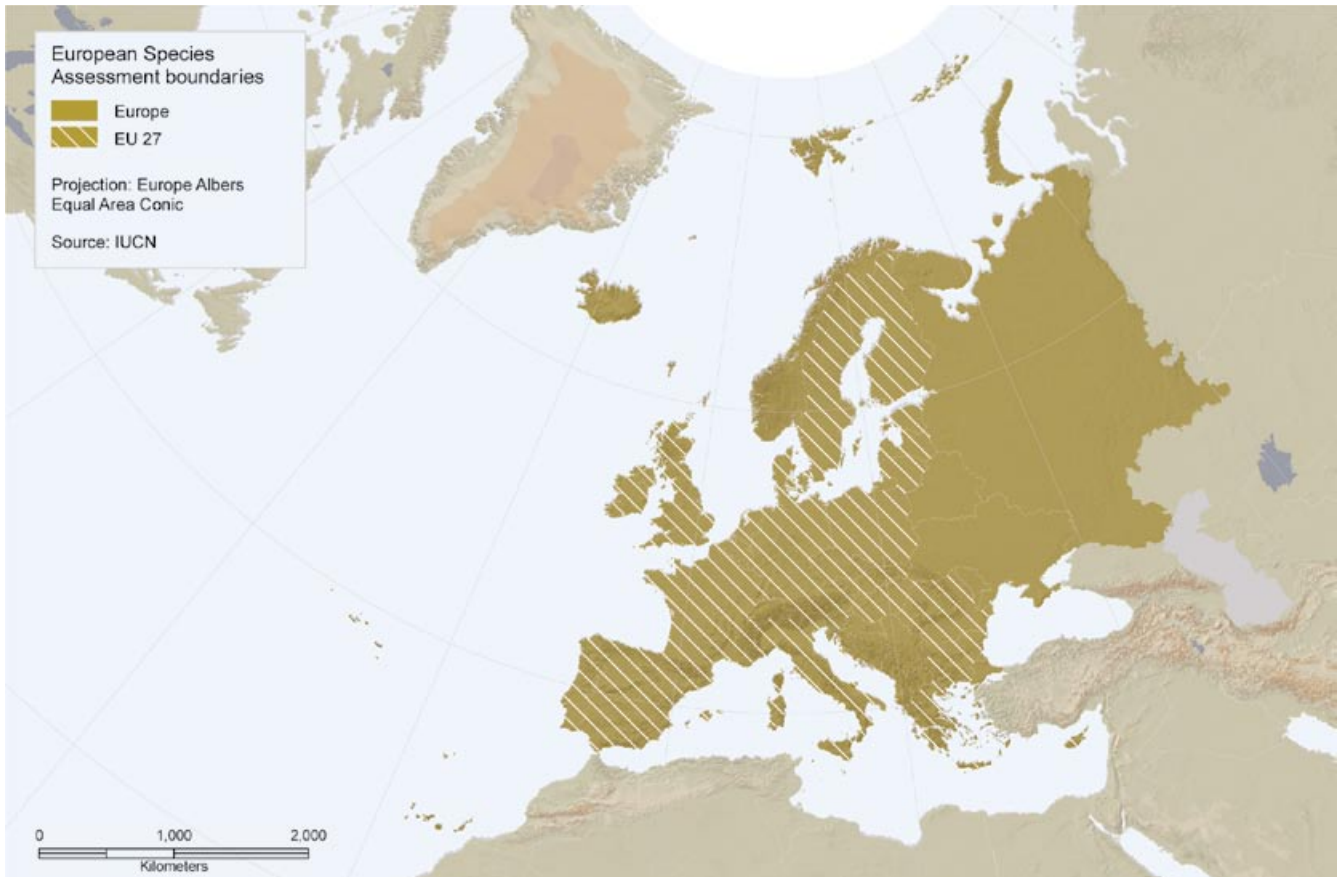 European Species
Assessment boundaries
Europe
EU 27
Projection: Europe Albers
Equal Area Conic
Source: IUCN
0 1,000 2,000
Kilometers